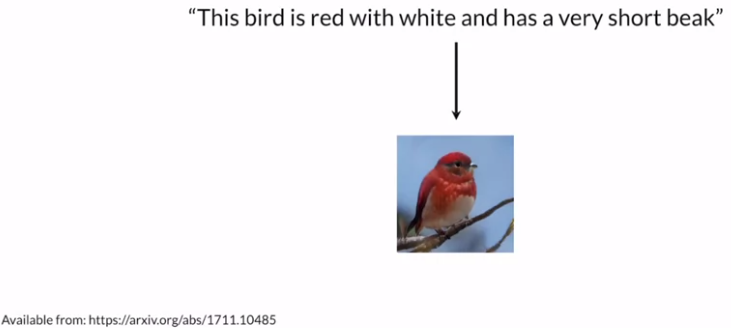 “This bird is red with white and has a very short beak”
Available from: https://arxiv.org/abs/1711.10485